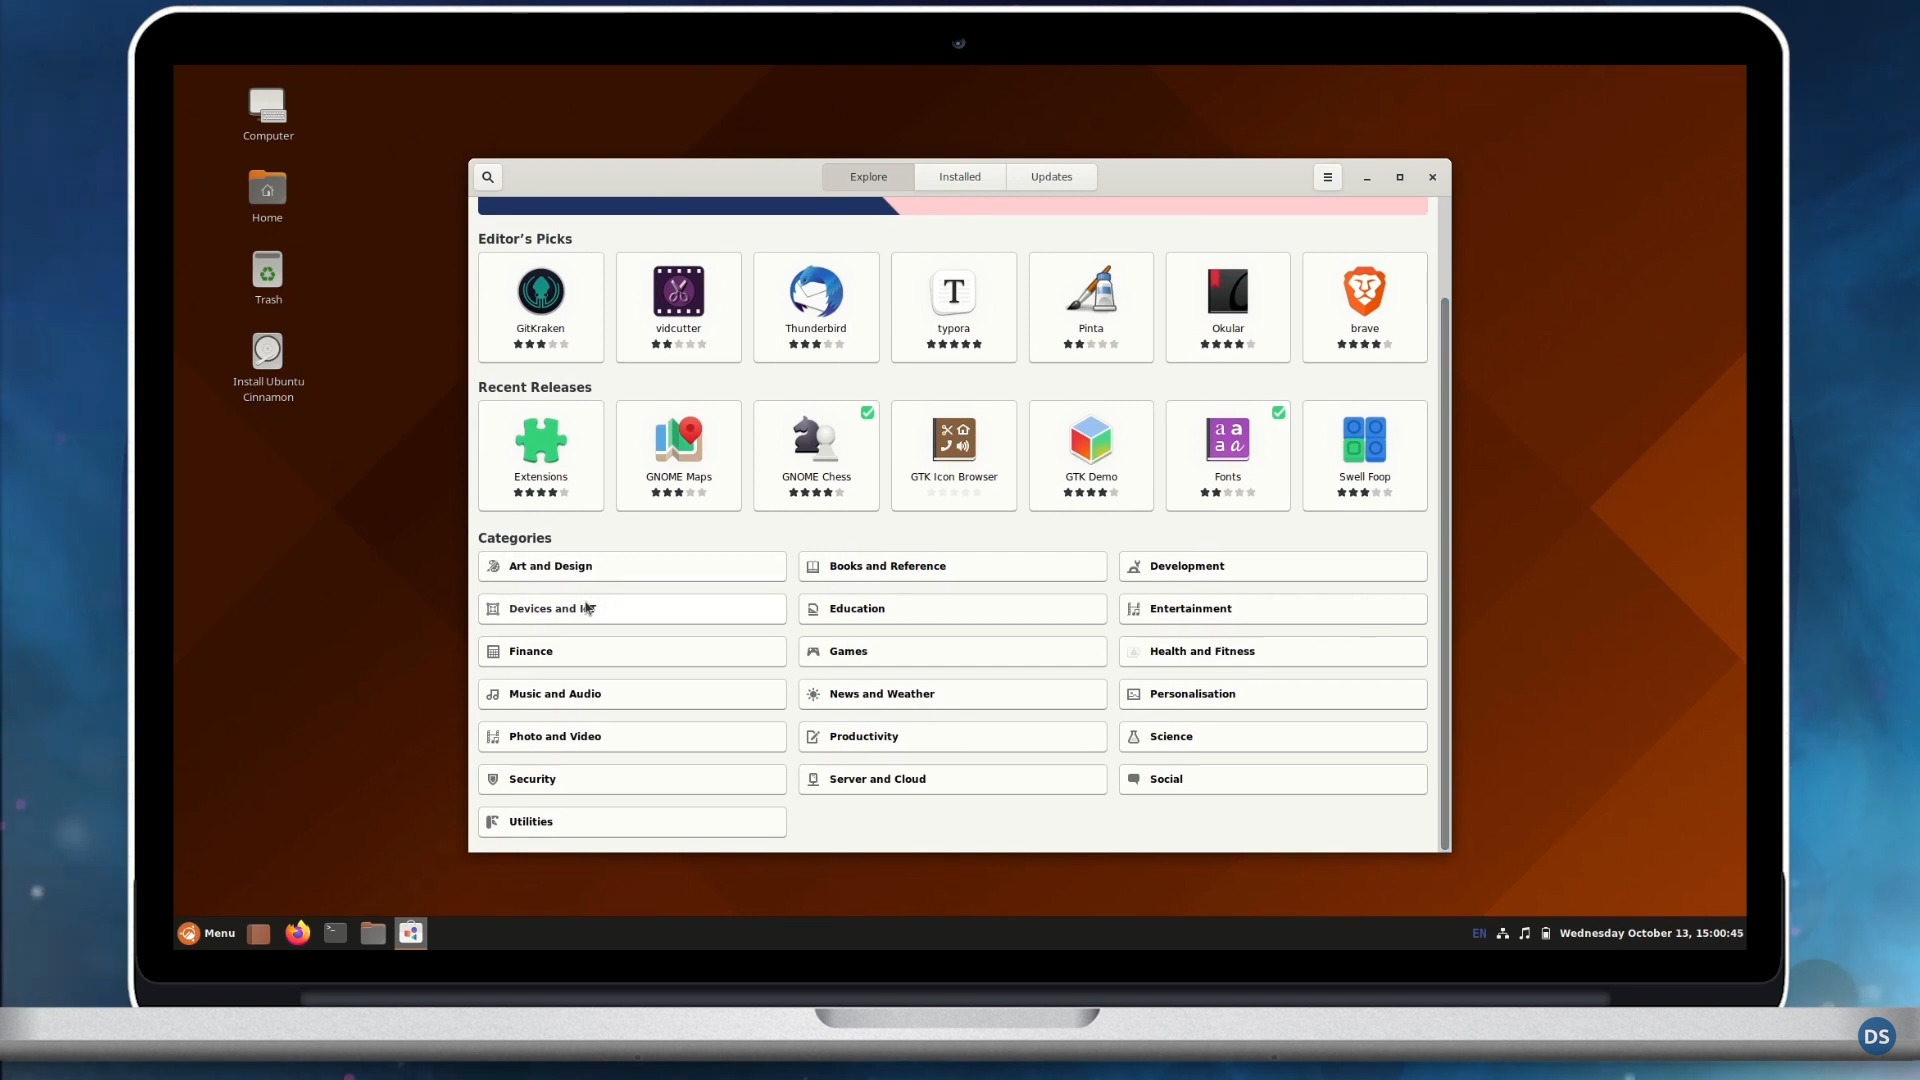 Computer
Home
Trash
Install Ubuntu
Cinnamon
Explore Installed Updates
Editor’s Picks
GitKraken vidcutter Thunderbird typora Pinta Okular brave
Recent Releases
Extensions GNOME Maps GNOME Chess GTK Icon Browser GTK Demo Fonts Swell Foop
Categories
Art and Design Books and Reference Development
Devices and Education Entertainment
Finance Games Health and Fitness
Music and Audio News and Weather Personalisation
Photo and Video Productivity Science
Security Server and Cloud Social
Utilities
Menu EN Wednesday October 13, 15:00:45
DS